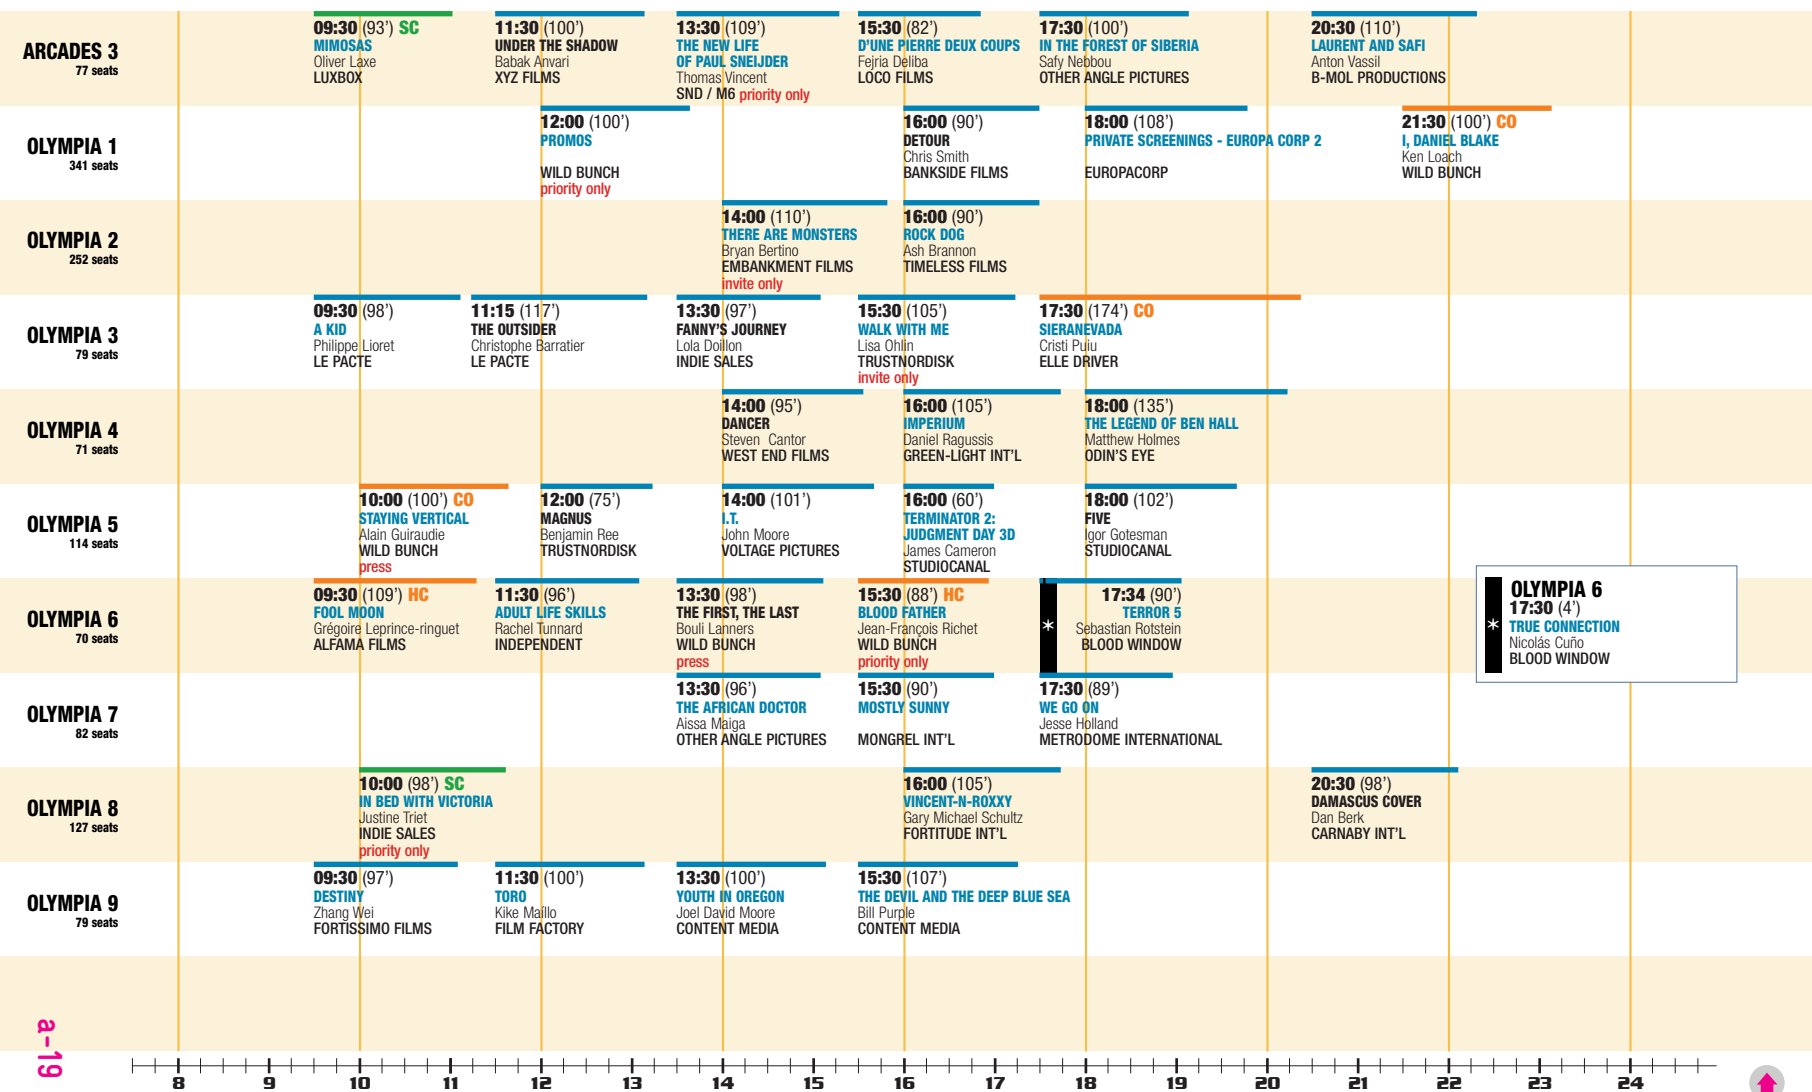 ARCADES 3
77 seats
09:30 (93’) SC
MIMOSAS
Oliver Laxe
LUXBOX
11:30 (100’)
UNDER THE SHADOW
Babak Anvari
XYZ FILMS
13:30 (109’)
THE NEW LIFE
OF PAUL SNEIJDER
Thomas Vincent
SND / M6 priority only
15:30 (82’)
D’UNE PIERRE DEUX COUPS
Fejria Deliba
LOCO FILMS
17:30 (100’)
IN THE FOREST OF SIBERIA
Safy Nebbou
OTHER ANGLE PICTURES
20:30 (110’)
LAURENT AND SAFI
Anton Vassil
B-MOL PRODUCTIONS
OLYMPIA 1
341 seats
12:00 (100’)
PROMOS
WILD BUNCH
priority only
16:00 (90’)
DETOUR
Chris Smith
BANKSIDE FILMS
18:00 (108’)
PRIVATE SCREENINGS - EUROPA CORP 2
EUROPACORP
21:30 (100’) CO
I, DANIEL BLAKE
Ken Loach
WILD BUNCH
OLYMPIA 2
252 seats
14:00 (110’)
THERE ARE MONSTERS
Bryan Bertino
EMBANKMENT FILMS
invite only
16:00 (90’)
ROCK DOG
Ash Brannon
TIMELESS FILMS
OLYMPIA 3
79 seats
09:30 (98’)
A KID
Philippe Lioret
LE PACTE
11:15 (117’)
THE OUTSIDER
Christophe Barratier
LE PACTE
13:30 (97’)
FANNY’S JOURNEY
Lola Doillon
INDIE SALES
15:30 (105’)
WALK WITH ME
Lisa Ohlin
TRUSTNORDISK
invite only
17:30 (174’) CO
SIERANEVADA
Cristi Puiu
ELLE DRIVER
OLYMPIA 4
71 seats
14:00 (95’)
DANCER
Steven Cantor
WEST END FILMS
16:00 (105’)
IMPERIUM
Daniel Ragussis
GREEN-LIGHT INT’L
18:00 (135’)
THE LEGEND OF BEN HALL
Matthew Holmes
ODIN’S EYE
OLYMPIA 5
114 seats
10:00 (100’) CO
STAYING VERTICAL
Alain Guiraudie
WILD BUNCH
press
12:00 (75’)
MAGNUS
Benjamin Ree
TRUSTNORDISK
14:00 (101’)
I.T.
John Moore
VOLTAGE PICTURES
16:00 (60’)
TERMINATOR 2:
JUDGMENT DAY 3D
James Cameron
STUDIOCANAL
18:00 (102’)
FIVE
Igor Gotesman
STUDIOCANAL
OLYMPIA 6
70 seats
09:30 (109’) HC
FOOL MOON
Grégoire Leprince-ringuet
ALFAMA FILMS
11:30 (96’)
ADULT LIFE SKILLS
Rachel Tunnard
INDEPENDENT
13:30 (98’)
THE FIRST, THE LAST
Bouli Lanners
WILD BUNCH
press
15:30 (88’) HC
BLOOD FATHER
Jean-François Richet
WILD BUNCH
priority only
*
17:34 (90’)
TERROR 5
Sebastian Rotstein
BLOOD WINDOW
*
OLYMPIA 6
17:30 (4’)
TRUE CONNECTION
Nicolás Cuño
BLOOD WINDOW
OLYMPIA 7
82 seats
13:30 (96’)
THE AFRICAN DOCTOR
Aissa Maiga
OTHER ANGLE PICTURES
15:30 (90’)
MOSTLY SUNNY
MONGREL INT’L
17:30 (89’)
WE GO ON
Jesse Holland
METRODOME INTERNATIONAL
OLYMPIA 8
127 seats
10:00 (98’) SC
IN BED WITH VICTORIA
Justine Triet
INDIE SALES
priority only
16:00 (105’)
VINCENT-N-ROXXY
Gary Michael Schultz
FORTITUDE INT’L
20:30 (98’)
DAMASCUS COVER
Dan Berk
CARNABY INT’L
OLYMPIA 9
79 seats
09:30 (97’)
DESTINY
Zhang Wei
FORTISSIMO FILMS
11:30 (100’)
TORO
Kike Maíllo
FILM FACTORY
13:30 (100’)
YOUTH IN OREGON
Joel David Moore
CONTENT MEDIA
15:30 (107’)
THE DEVIL AND THE DEEP BLUE SEA
Bill Purple
CONTENT MEDIA
a-19
8 9 10 11 12 13 14 15 16 17 18 19 20 21 22 23 24